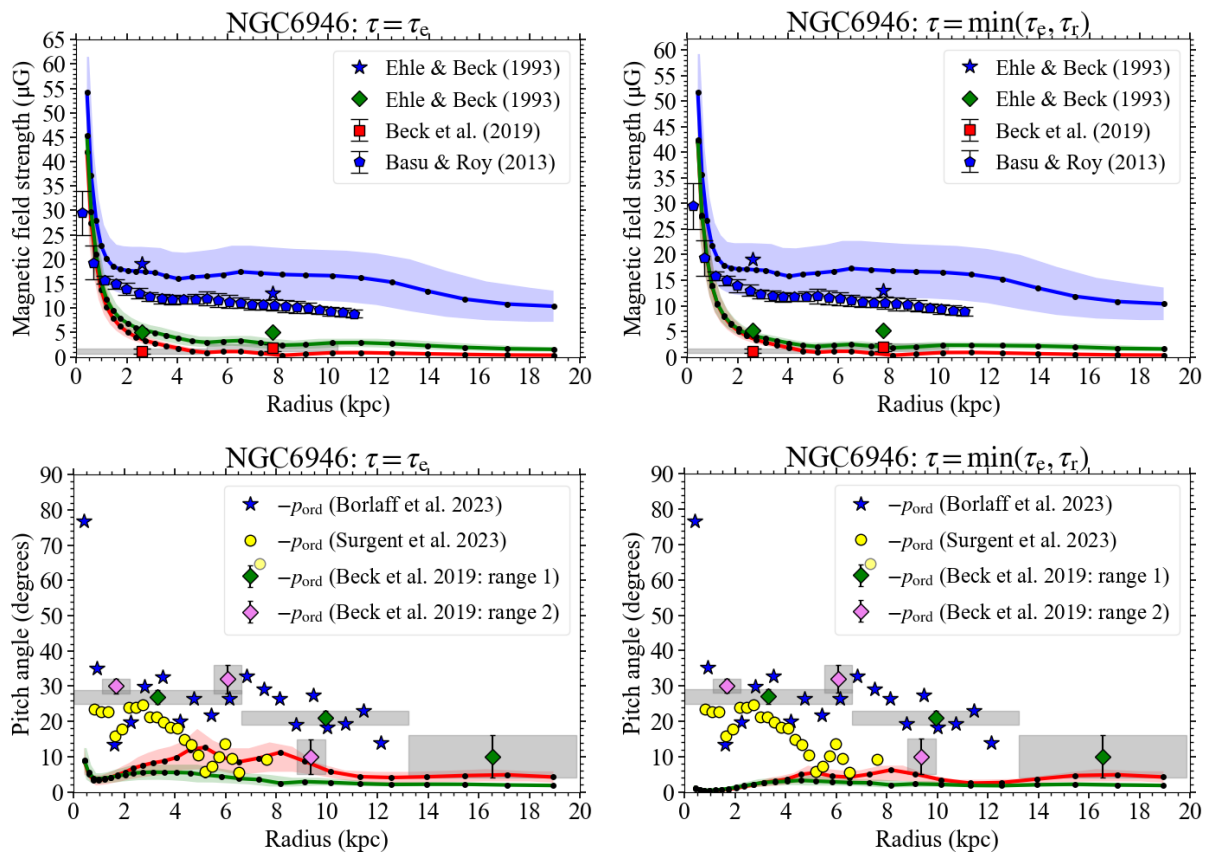 NGC6946: τ = τe
Magnetic field strength (μG)
65
60
55
50
45
40
35
30
25
20
15
10
5
0
Ehle & Beck (1993)
Ehle & Beck (1993)
Beck et al. (2019)
Basu & Roy (2013)
0 2 4 6 8 10 12 14 16 18 20
Radius (kpc)
NGC6946: τ = min(τe, τr)
Magnetic field strength (μG)
60
55
50
45
40
35
30
25
20
15
10
5
0
Ehle & Beck (1993)
Ehle & Beck (1993)
Beck et al. (2019)
Basu & Roy (2013)
0 2 4 6 8 10 12 14 16 18 20
Radius (kpc)
NGC6946: τ = τe
Pitch angle (degrees)
90
80
70
60
50
40
30
20
10
0
−pord (Borlaff et al. 2023)
−pord (Surgent et al. 2023)
−pord (Beck et al. 2019: range 1)
−pord (Beck et al. 2019: range 2)
0 2 4 6 8 10 12 14 16 18 20
Radius (kpc)
NGC6946: τ = min(τe, τr)
Pitch angle (degrees)
90
80
70
60
50
40
30
20
10
0
−pord (Borlaff et al. 2023)
−pord (Surgent et al. 2023)
−pord (Beck et al. 2019: range 1)
−pord (Beck et al. 2019: range 2)
0 2 4 6 8 10 12 14 16 18 20
Radius (kpc)